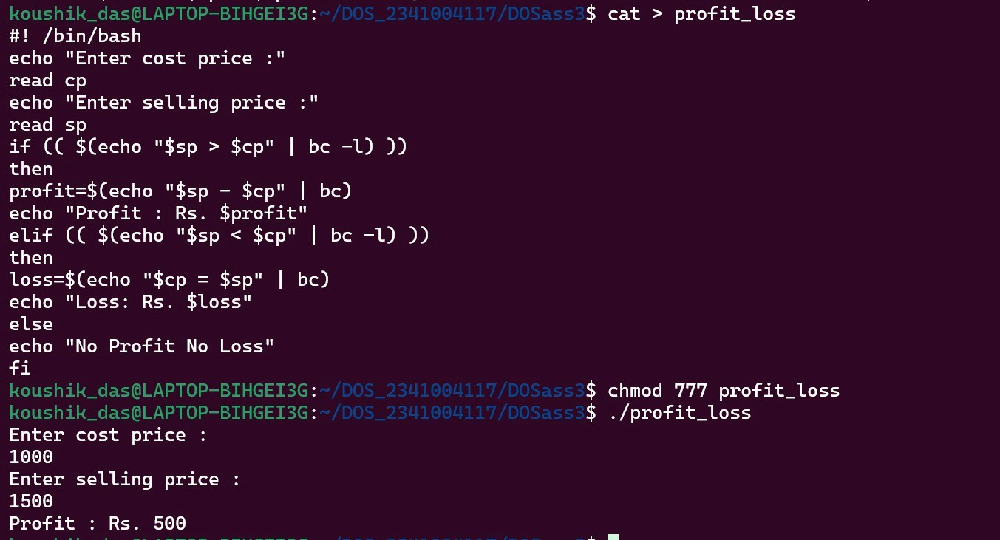 koushik_das@LAPTOP-BIHGEI3G:~/DOS_2341004117/DOSass3$ cat > profit_loss
#! /bin/bash
echo "Enter cost price :"
read cp
echo "Enter selling price :"
read sp
if (( $(echo "$sp > $cp" | bc -l) ))
then
profit=$(echo "$sp - $cp" | bc)
echo "Profit : Rs. $profit"
elif (( $(echo "$sp < $cp" | bc -l) ))
then
loss=$(echo "$cp = $sp" | bc)
echo "Loss: Rs. $loss"
else
echo "No Profit No Loss"
fi
koushik_das@LAPTOP-BIHGEI3G:~/DOS_2341004117/DOSass3$ chmod 777 profit_loss
koushik_das@LAPTOP-BIHGEI3G:~/DOS_2341004117/DOSass3$ ./profit_loss
Enter cost price :
1000
Enter selling price :
1500
Profit : Rs. 500